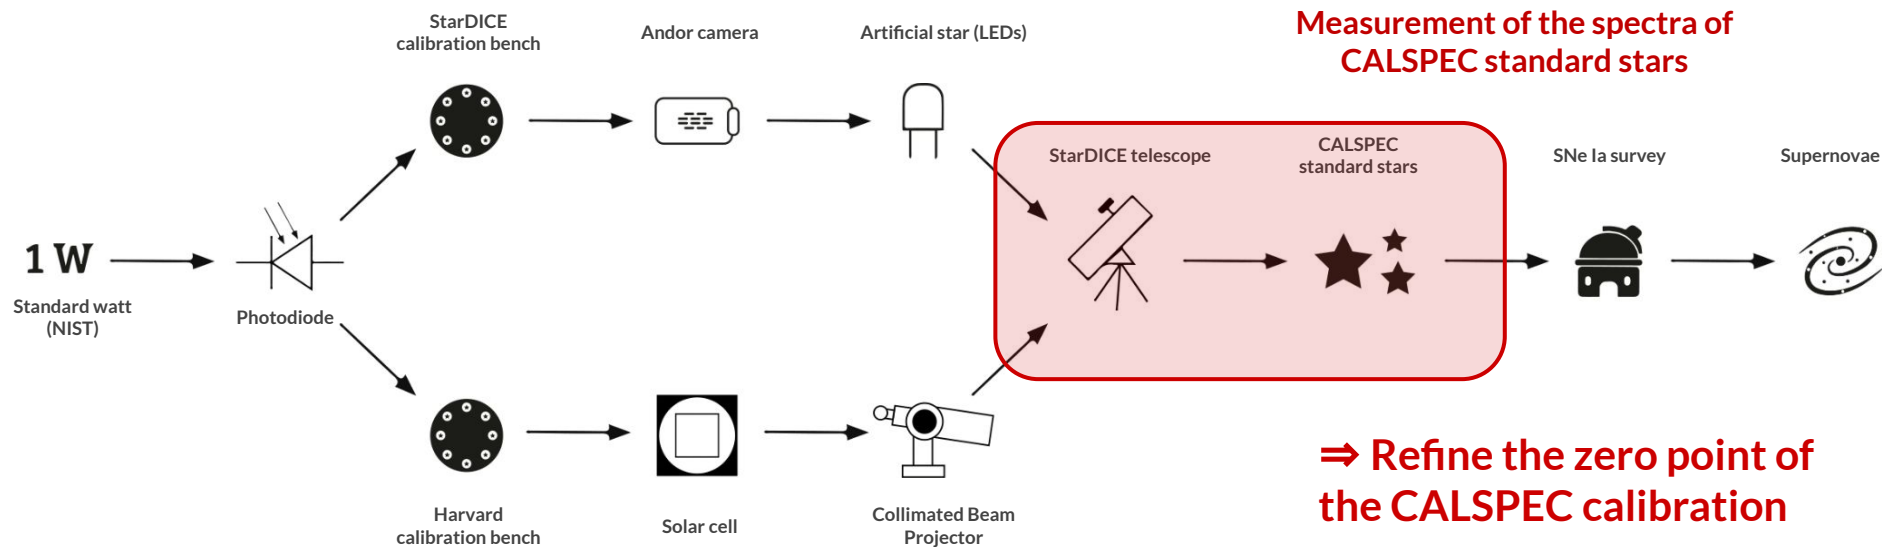 StarDICE
calibration bench
Andor camera
Artificial star (LEDs)
Measurement of the spectra of
CALSPEC standard stars
StarDICE telescope
CALSPEC
standard stars
SNe Ia survey
Supernovae
1 W
Standard watt
(NIST)
Photodiode
Harvard
calibration bench
Solar cell
Collimated Beam
Projector
⇒ Refine the zero point of
the CALSPEC calibration